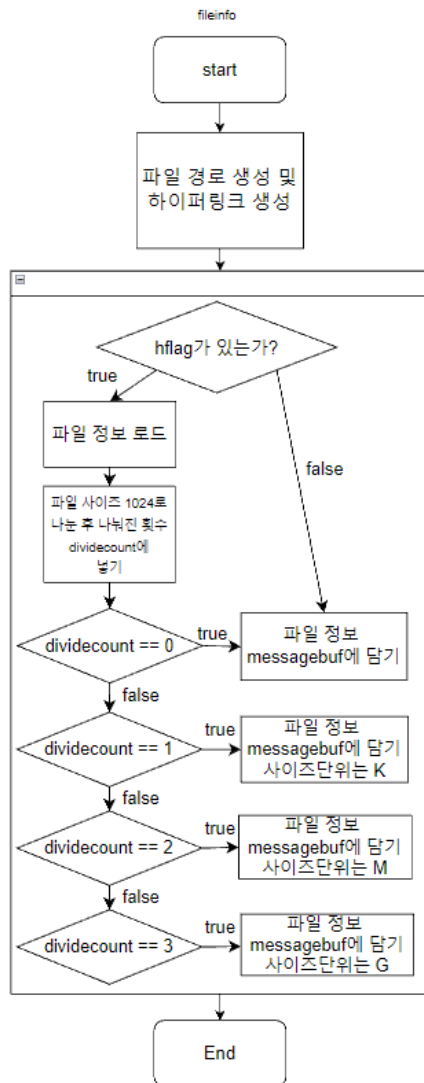 fileinfo
start
파일 경로 생성 및
하이퍼링크 생성
hflag가 있는가?
true
false
파일 정보 로드
파일 사이즈 1024로
나눈 후 나눠진 횟수
dividecount에
넣기
dividecount == 0
true
파일 정보
messagebuf에 담기
false
dividecount == 1
true
파일 정보
messagebuf에 담기
사이즈단위는 K
false
dividecount == 2
true
파일 정보
messagebuf에 담기
사이즈단위는 M
false
dividecount == 3
true
파일 정보
messagebuf에 담기
사이즈단위는 G
End